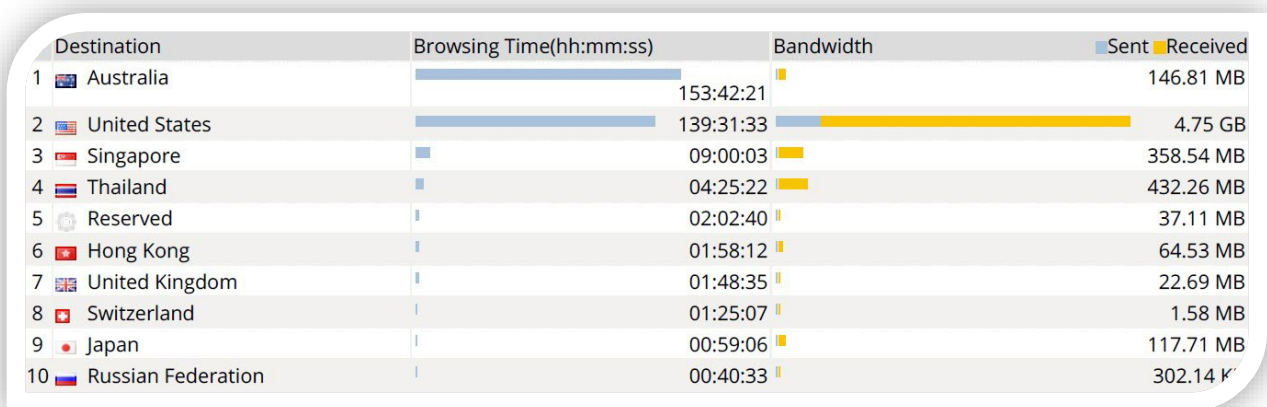 Destination Browsing Time(hh:mm:ss) Bandwidth Sent Received
1 Australia 153:42:21 146.81 MB
2 United States 139:31:33 4.75 GB
3 Singapore 09:00:03 358.54 MB
4 Thailand 04:25:22 432.26 MB
5 Reserved 02:02:40 37.11 MB
6 Hong Kong 01:58:12 64.53 MB
7 United Kingdom 01:48:35 22.69 MB
8 Switzerland 01:25:07 1.58 MB
9 Japan 00:59:06 117.71 MB
10 Russian Federation 00:40:33 302.14